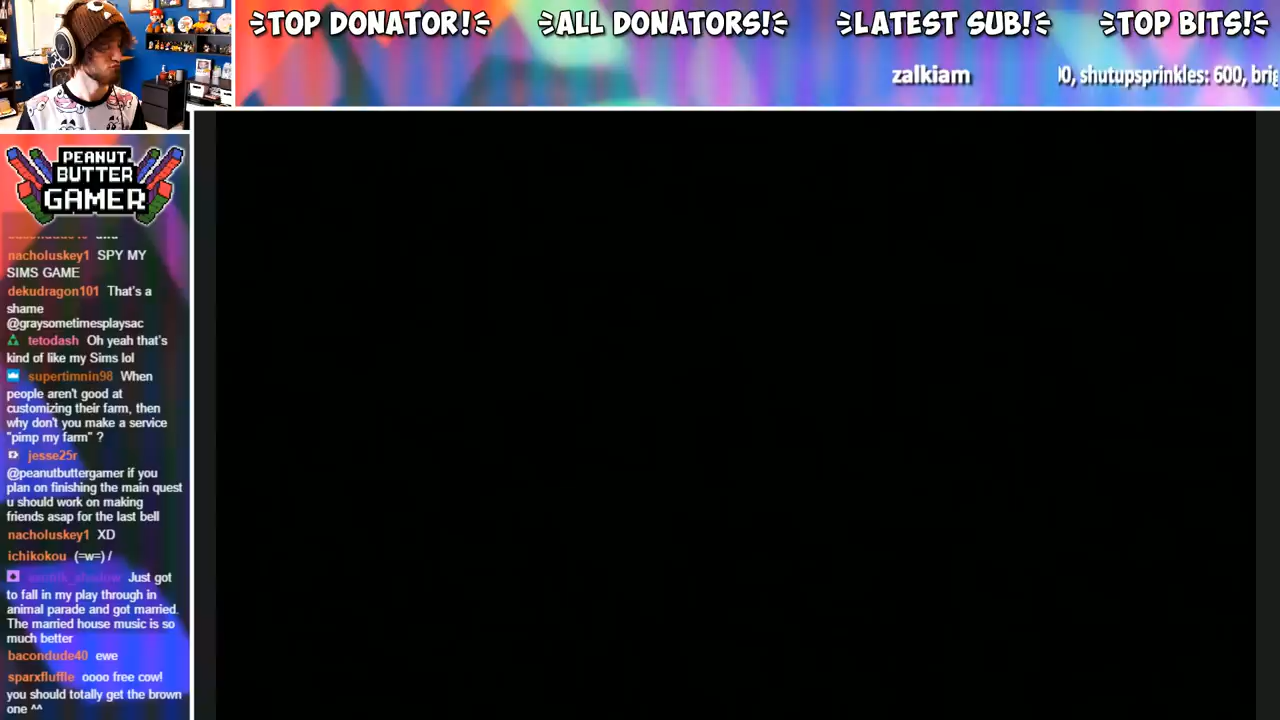 TOP DONATOR!
ALL DONATORS!
LATEST SUB!
TOP BITS!
zalkiam
shutupsprinkles: 600,
PEANUT
BUTTER
GAMER
nacholuskey1 SPY MY
SIMS GAME
dekudragon101 That's a
shame
@graysometimesplaysac
tetodash Oh yeah that's
kind of like my Sims lol
supertimnin98 When
people aren't good at
customizing their farm, then
why don't you make a service
"pimp my farm" ?
jesse25r
@peanutbuttergamer if you
plan on finishing the main quest
u should work on making
friends asap for the last bell
nacholuskey1 XD
ichikokou (=w=) /
Just got
to fall in my play through in
animal parade and got married.
The married house music is so
much better
bacondude40 ewe
sparxfluffle oooo free cow!
you should totally get the brown
one ^^